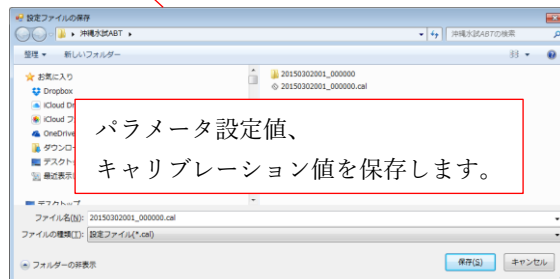 設定ファイルの保存
沖縄水試ABT
沖縄水試ABTの検索
整理 新しいフォルダー
お気に入り
Dropbox
iCloud Dr
iCloud フ
OneDrive
ダウンロー
デスクト
最近表示
デスクトップ
20150302001_000000
20150302001_000000.cal
パラメータ設定値、
キャリブレーション値を保存します。
ファイル名(N): 20150302001_000000.cal
ファイルの種類(T): 設定ファイル(*.cal)
フォルダーの非表示
保存(S) キャンセル